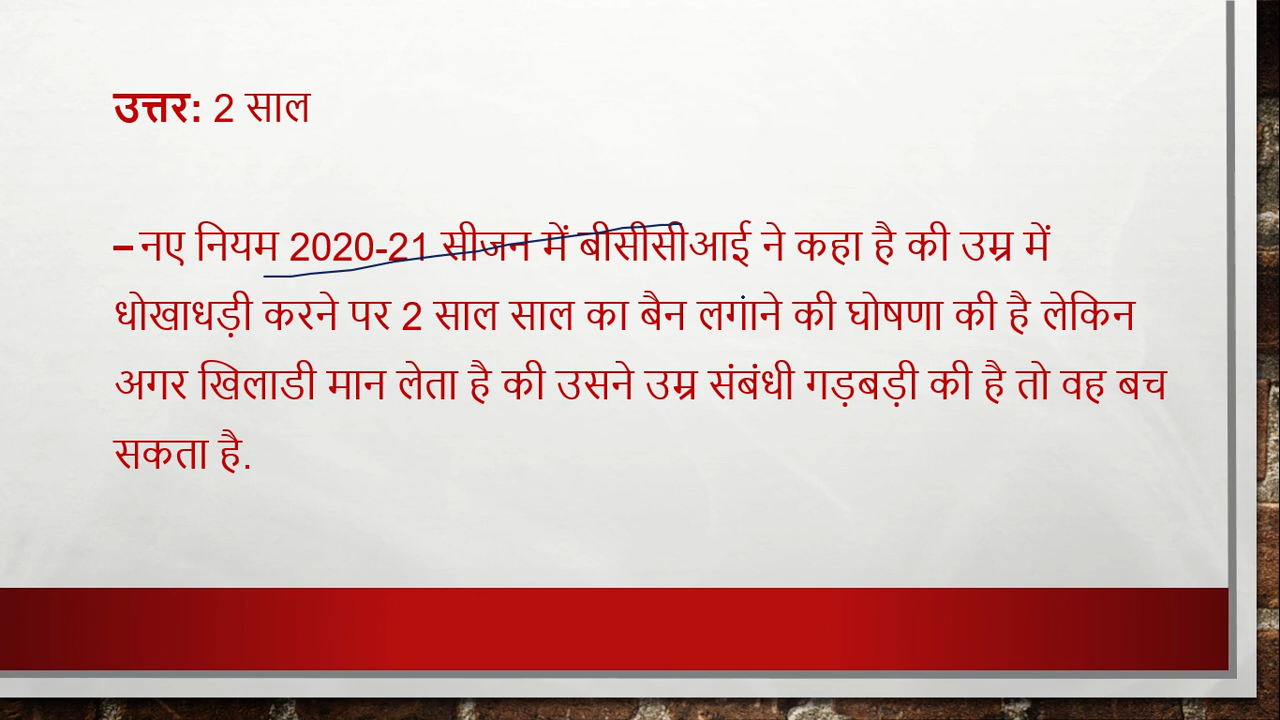 उत्तर: 2 साल
– नए नियम 2020-21 सीजन में बीसीसीआई ने कहा है की उम्र में
धोखाधड़ी करने पर 2 साल साल का बैन लगाने की घोषणा की है लेकिन
अगर खिलाडी मान लेता है की उसने उम्र संबंधी गड़बड़ी की है तो वह बच
सकता है.